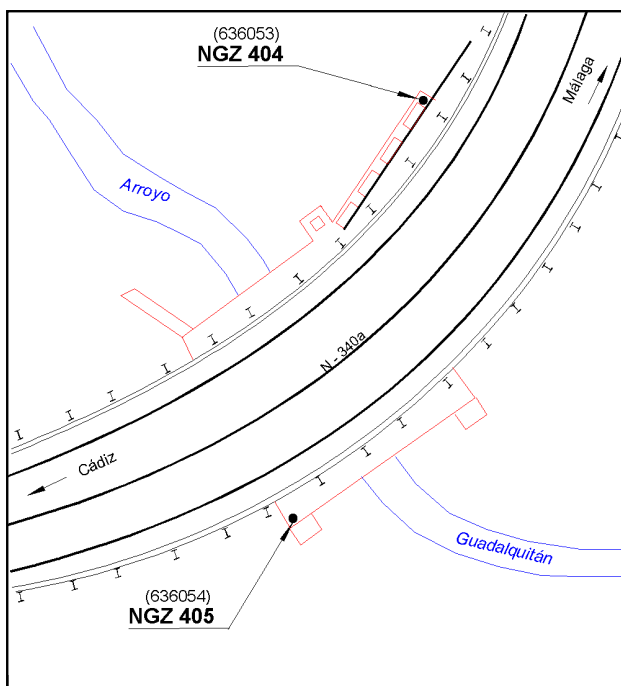 (636053)
NGZ 404
Málaga
Arroyo
N - 340a
Cádiz
Guadalquitán
(636054)
NGZ 405